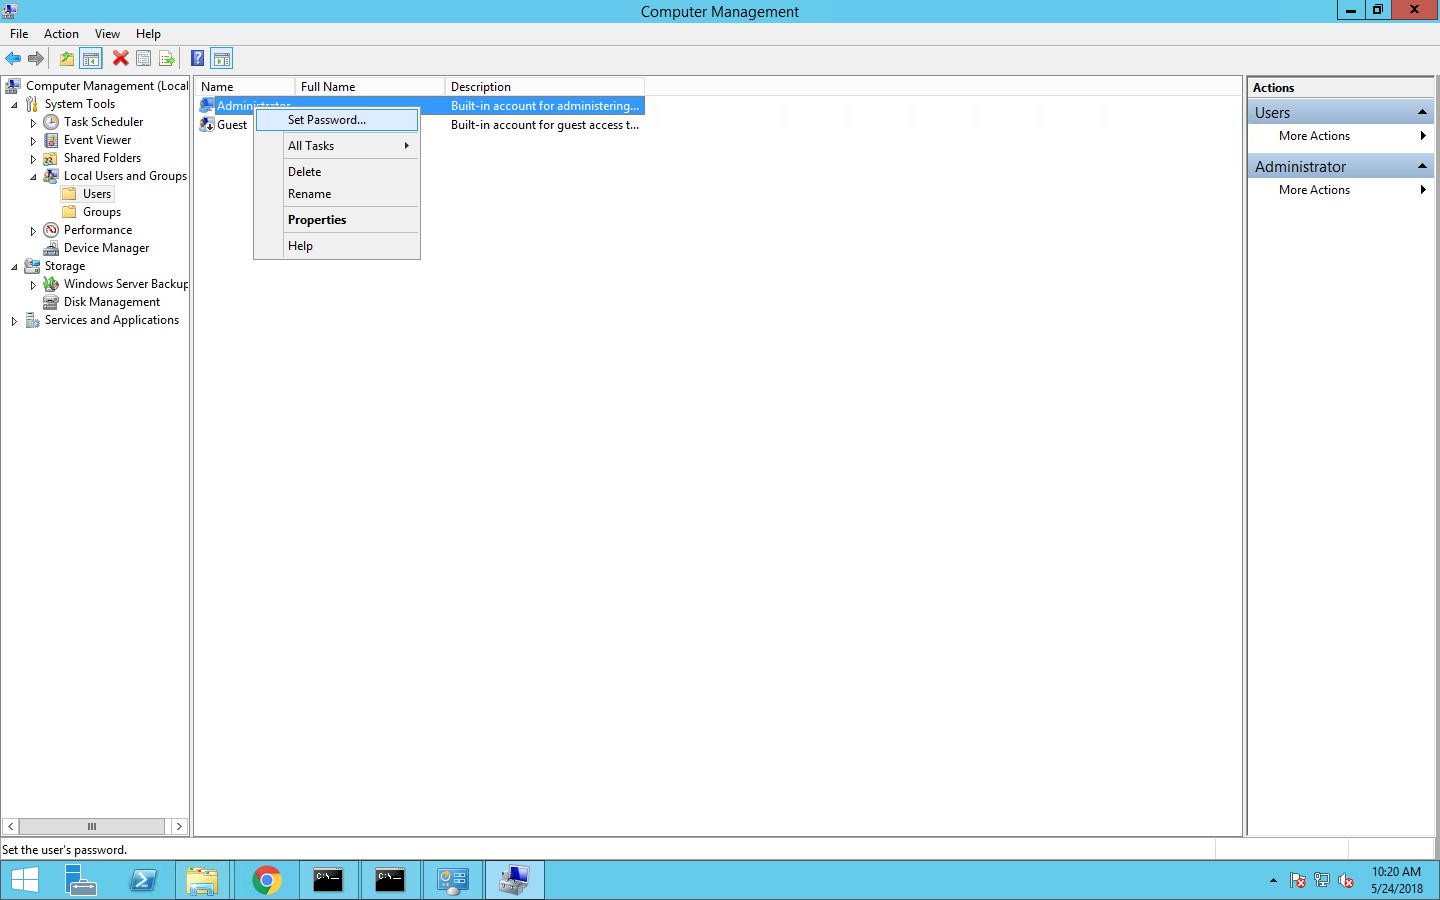 Computer Management
File Action View Help
Computer Management (Local
System Tools
Task Scheduler
Event Viewer
Shared Folders
Local Users and Groups
Users
Groups
Performance
Device Manager
Storage
Windows Server Backup
Disk Management
Services and Applications
Name Full Name Description
Administrator Built-in account for administering...
Guest Built-in account for guest access t...
Set Password...
All Tasks
Delete
Rename
Properties
Help
Actions
Users
More Actions
Administrator
More Actions
Set the user's password.
C:\_
C:\_
10:20 AM
5/24/2018